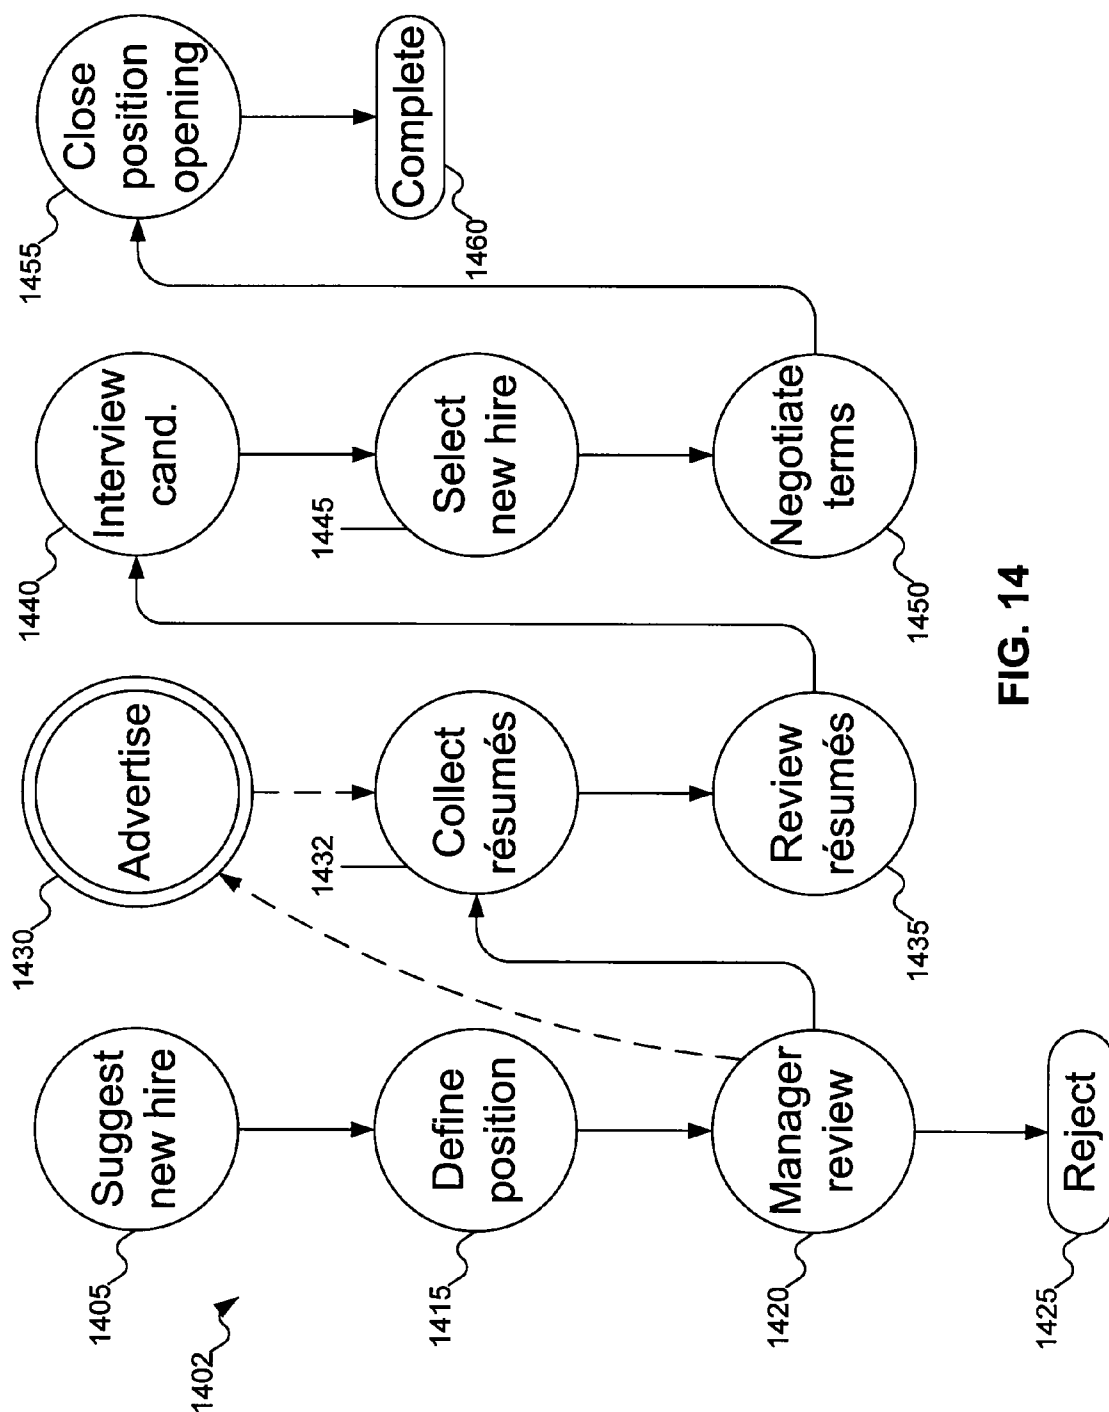 1402
1405
Suggest
new hire
1415
Define
position
1420
Manager
review
1425
Reject
1430
Advertise
1432
Collect
résumés
1435
Review
résumés
1440
Interview
cand.
1445
Select
new hire
1450
Negotiate
terms
1455
Close
position
opening
1460
Complete
FIG. 14